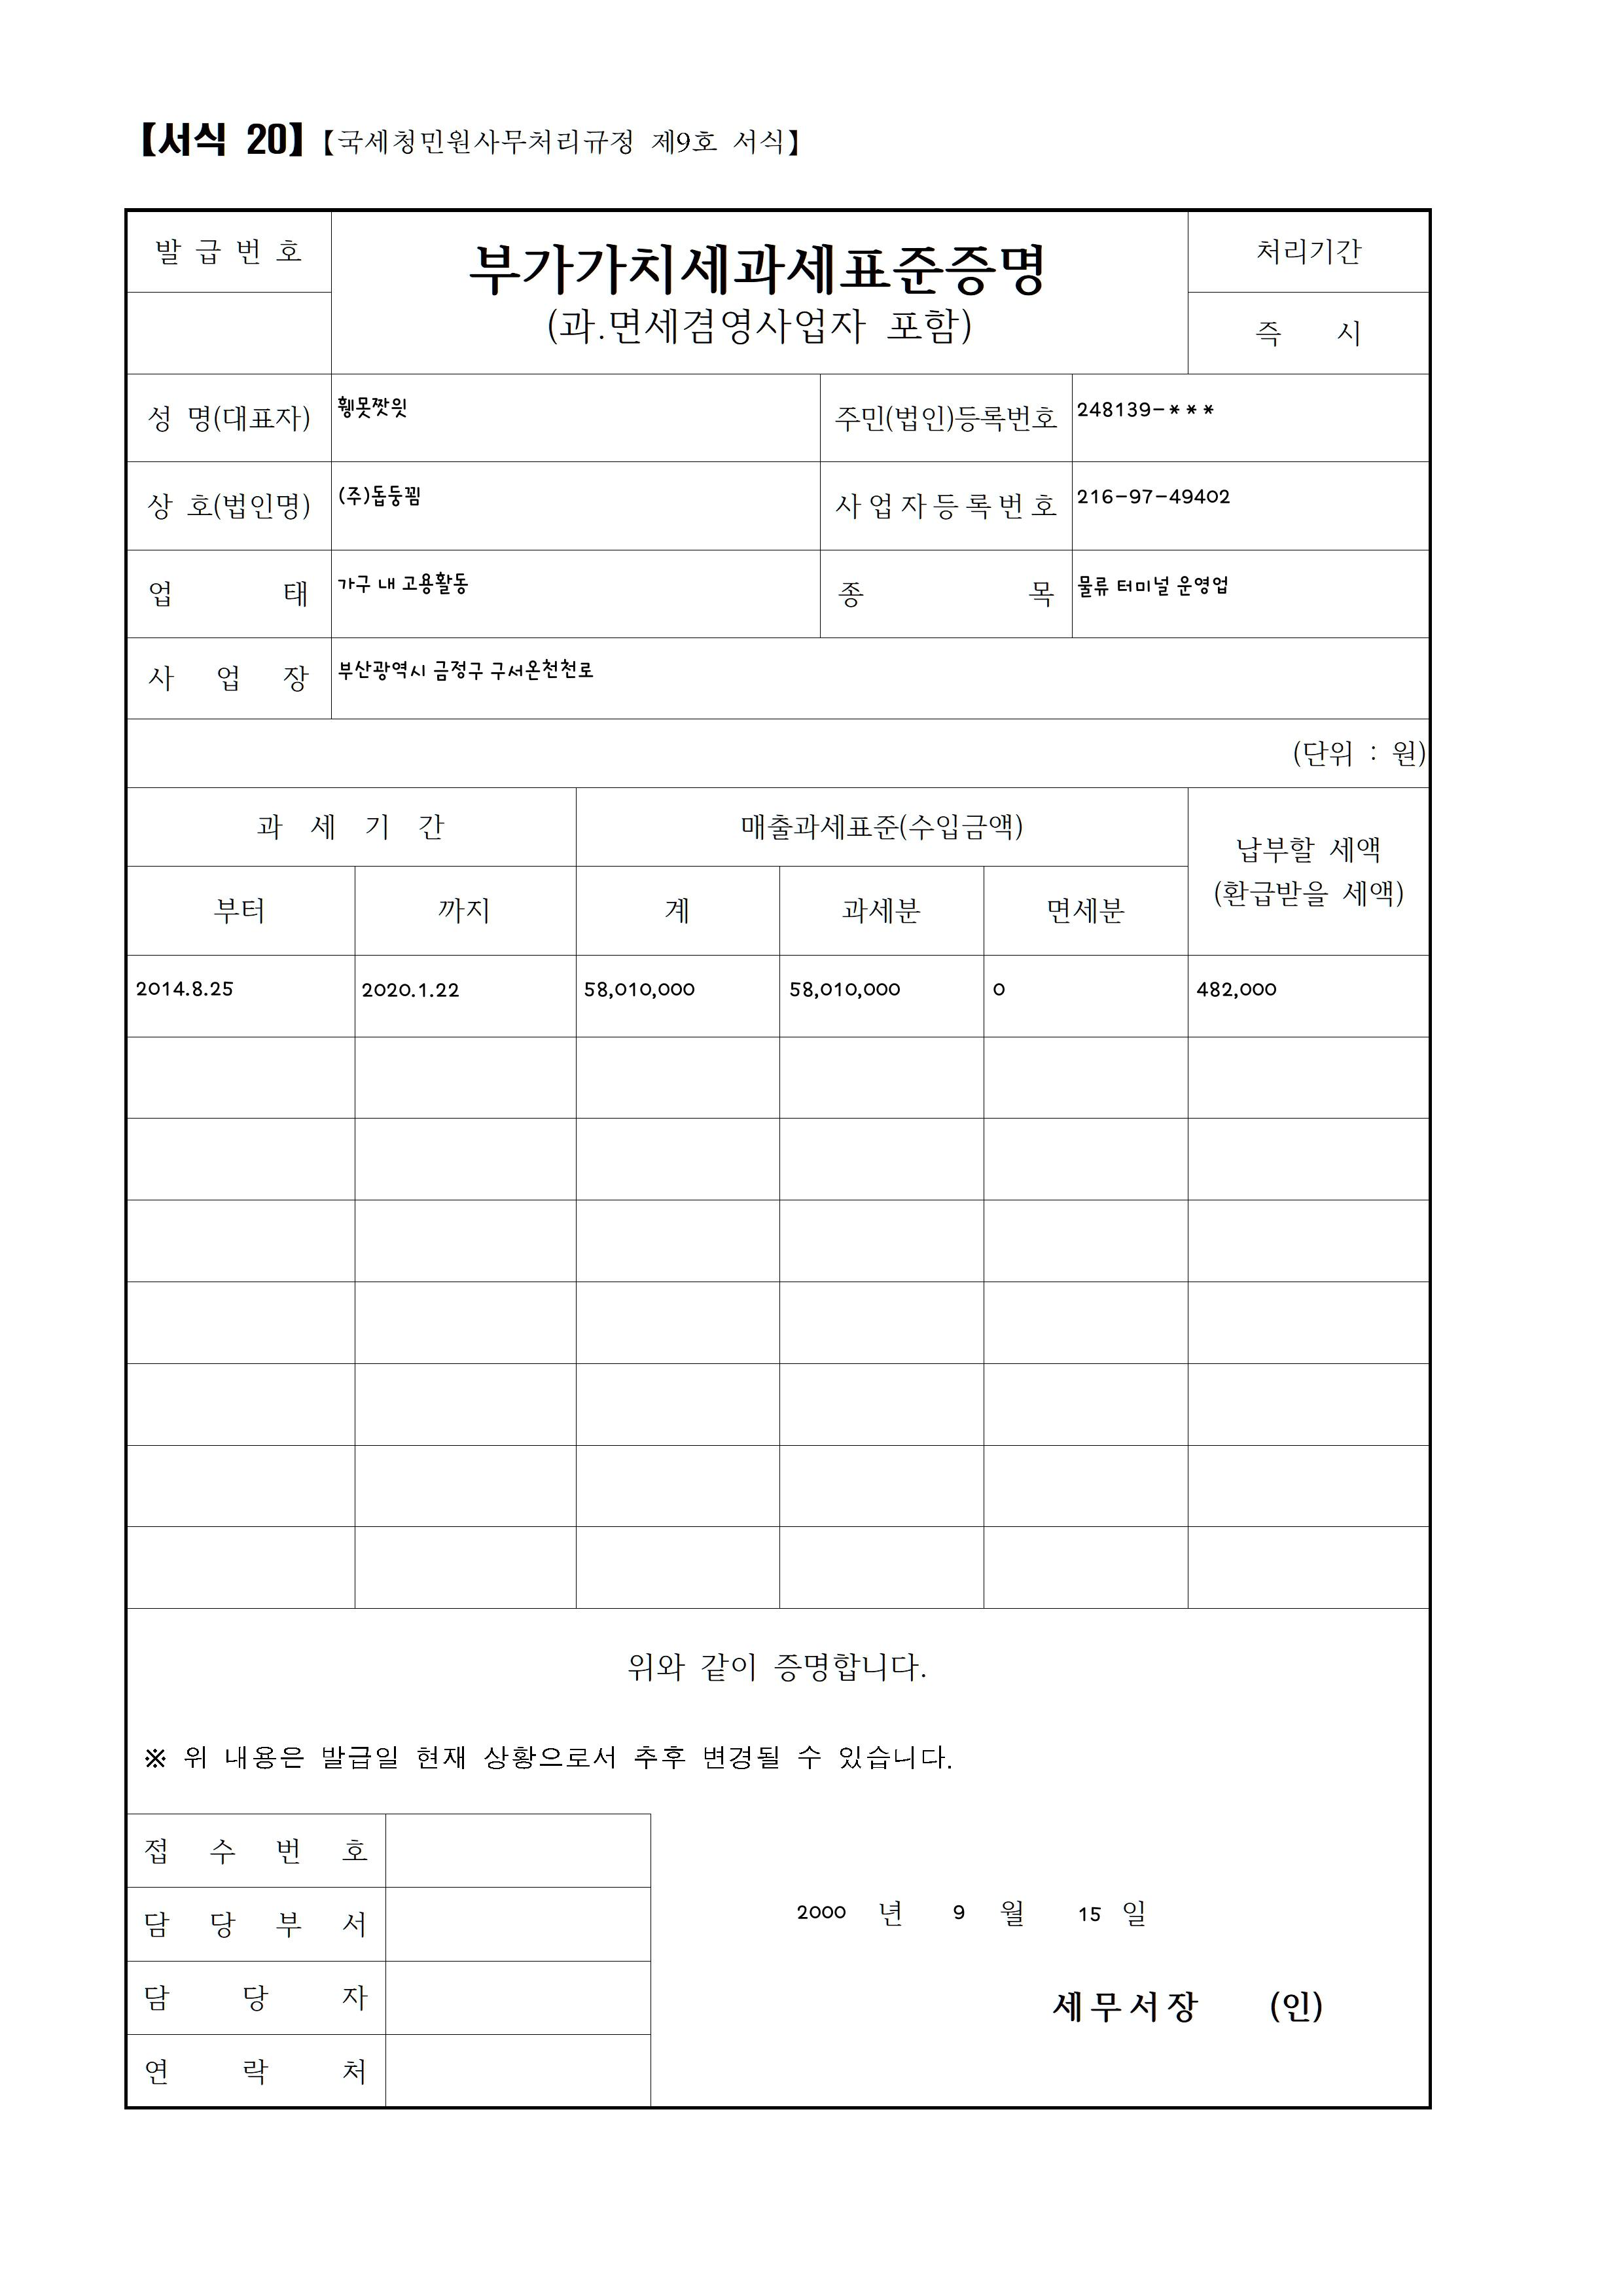 【서식 20】【국세청민원사무처리규정 제9호 서식】
발 급 번 호
부가가치세과세표준증명
(과.면세겸영사업자 포함)
처리기간
즉 시
성 명(대표자) 휑못짯윗 주민(법인)등록번호 248139-***
상 호(법인명) (주)돕둥뀜 사업자등록번호 216-97-49402
업 태 가구 내 고용활동 종 목 물류 터미널 운영업
사 업 장 부산광역시 금정구 구서온천천로
(단위 : 원)
과 세 기 간 매출과세표준(수입금액) 납부할 세액
(환급받을 세액)
부터 까지 계 과세분 면세분
2014.8.25 2020.1.22 58,010,000 58,010,000 0 482,000
위와 같이 증명합니다.
※ 위 내용은 발급일 현재 상황으로서 추후 변경될 수 있습니다.
접 수 번 호
담 당 부 서
담 당 자
연 락 처
2000 년 9 월 15 일
세무서장 (인)